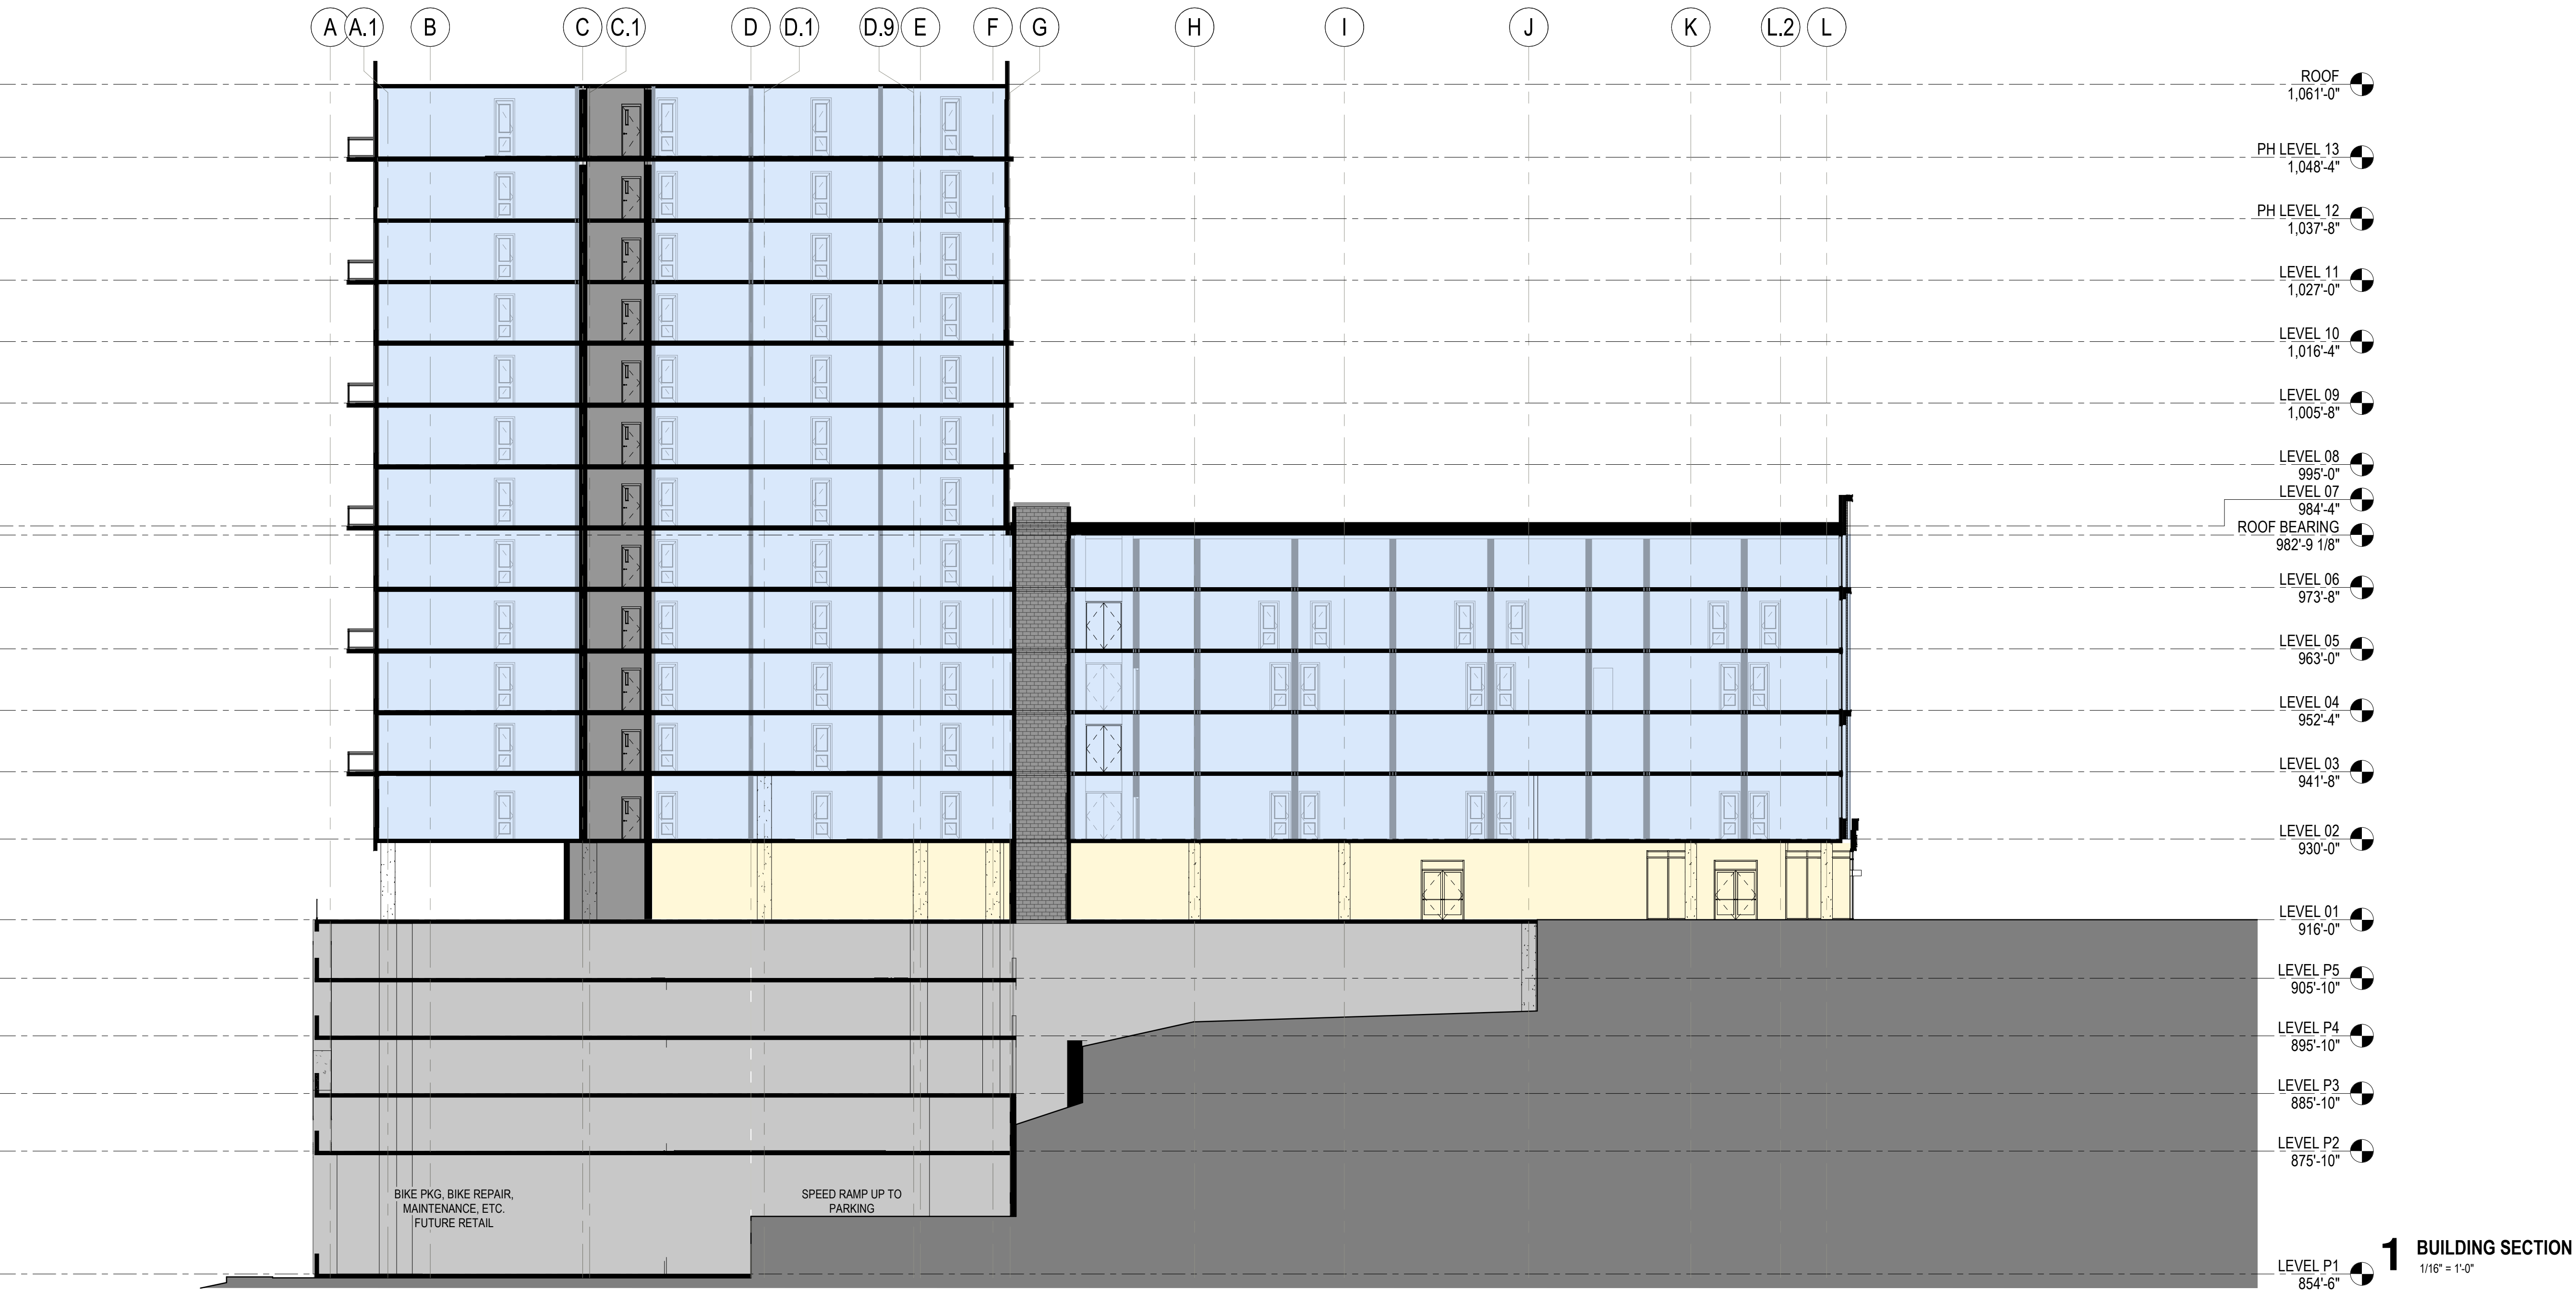 A A.1 B C C.1 D D.1 D.9 E F G H I J K L.2 L
ROOF
1,061'-0"
PH LEVEL 13
1,048'-4"
PH LEVEL 12
1,037'-8"
LEVEL 11
1,027'-0"
LEVEL 10
1,016'-4"
LEVEL 09
1,005'-8"
LEVEL 08
995'-0"
LEVEL 07
984'-4"
ROOF BEARING
982'-9 1/8"
LEVEL 06
973'-8"
LEVEL 05
963'-0"
LEVEL 04
952'-4"
LEVEL 03
941'-8"
LEVEL 02
930'-0"
LEVEL 01
916'-0"
LEVEL P5
905'-10"
LEVEL P4
895'-10"
LEVEL P3
885'-10"
LEVEL P2
875'-10"
BIKE PKG, BIKE REPAIR,
MAINTENANCE, ETC.
FUTURE RETAIL
SPEED RAMP UP TO
PARKING
LEVEL P1
854'-6"
1 BUILDING SECTION
1/16" = 1'-0"